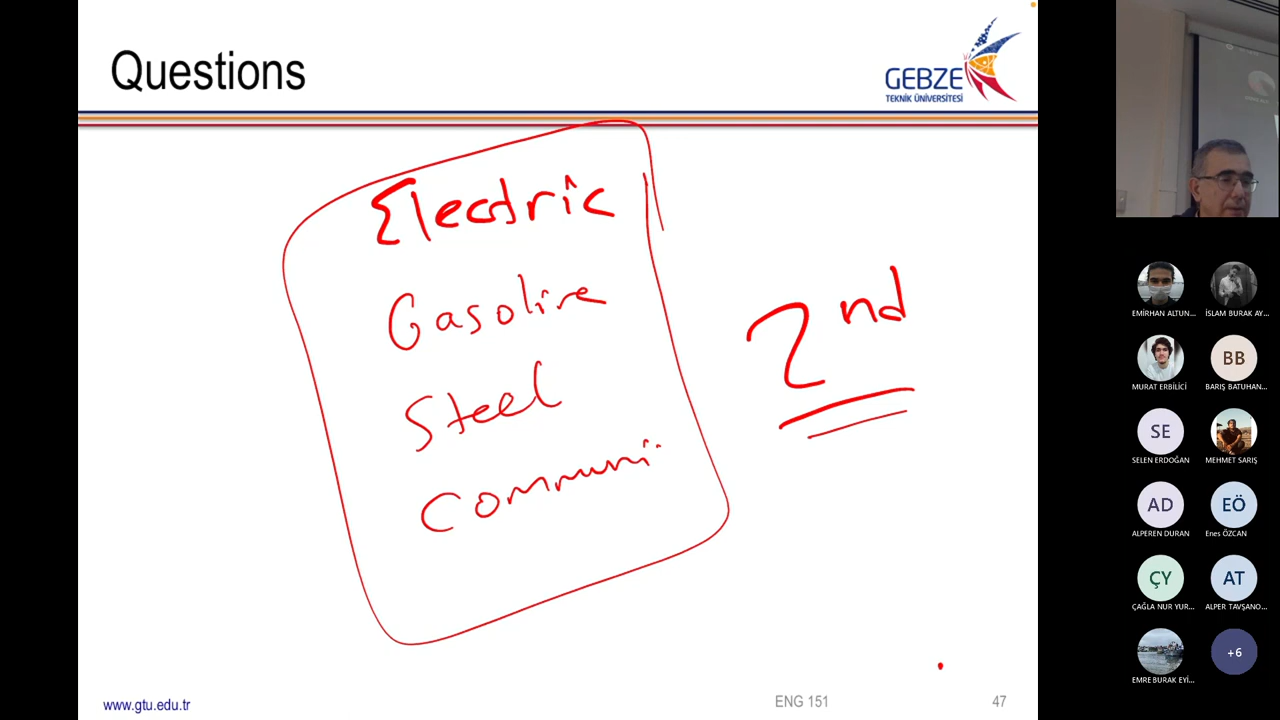 Questions
GEBZE
TEKNİK ÜNİVERSİTESİ
Electric
Gasoline
Steel
Communi..
2nd
www.gtu.edu.tr
ENG 151
47
EMİRHAN ALTUN...
İSLAM BURAK AY...
MURAT ERBİLİCİ
BB
BARIŞ BATUHAN...
SE
SELEN ERDOĞAN
MEHMET SARIŞ
AD
ALPEREN DURAN
EÖ
Enes ÖZCAN
ÇY
ÇAĞLA NUR YUR...
AT
ALPER TAVŞANO...
EMRE BURAK EYİ...
+6